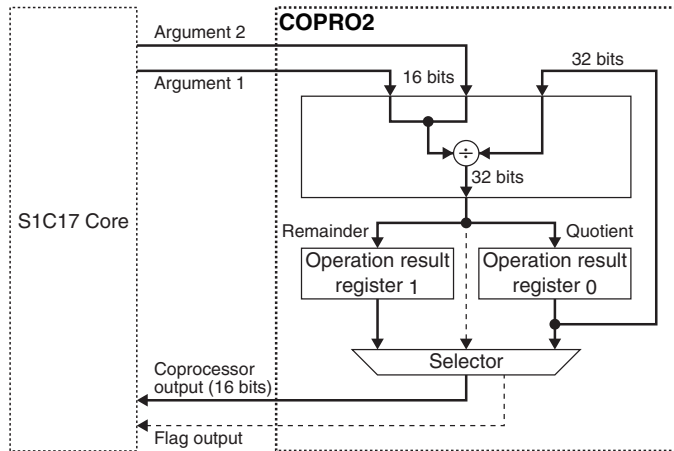 COPRO2
Argument 2
32 bits
16 bits
Argument 1
÷
32 bits
S1C17 Core
Remainder
Quotient
Operation result
register 1
Operation result
register 0
Selector
Coprocessor
output (16 bits)
Flag output